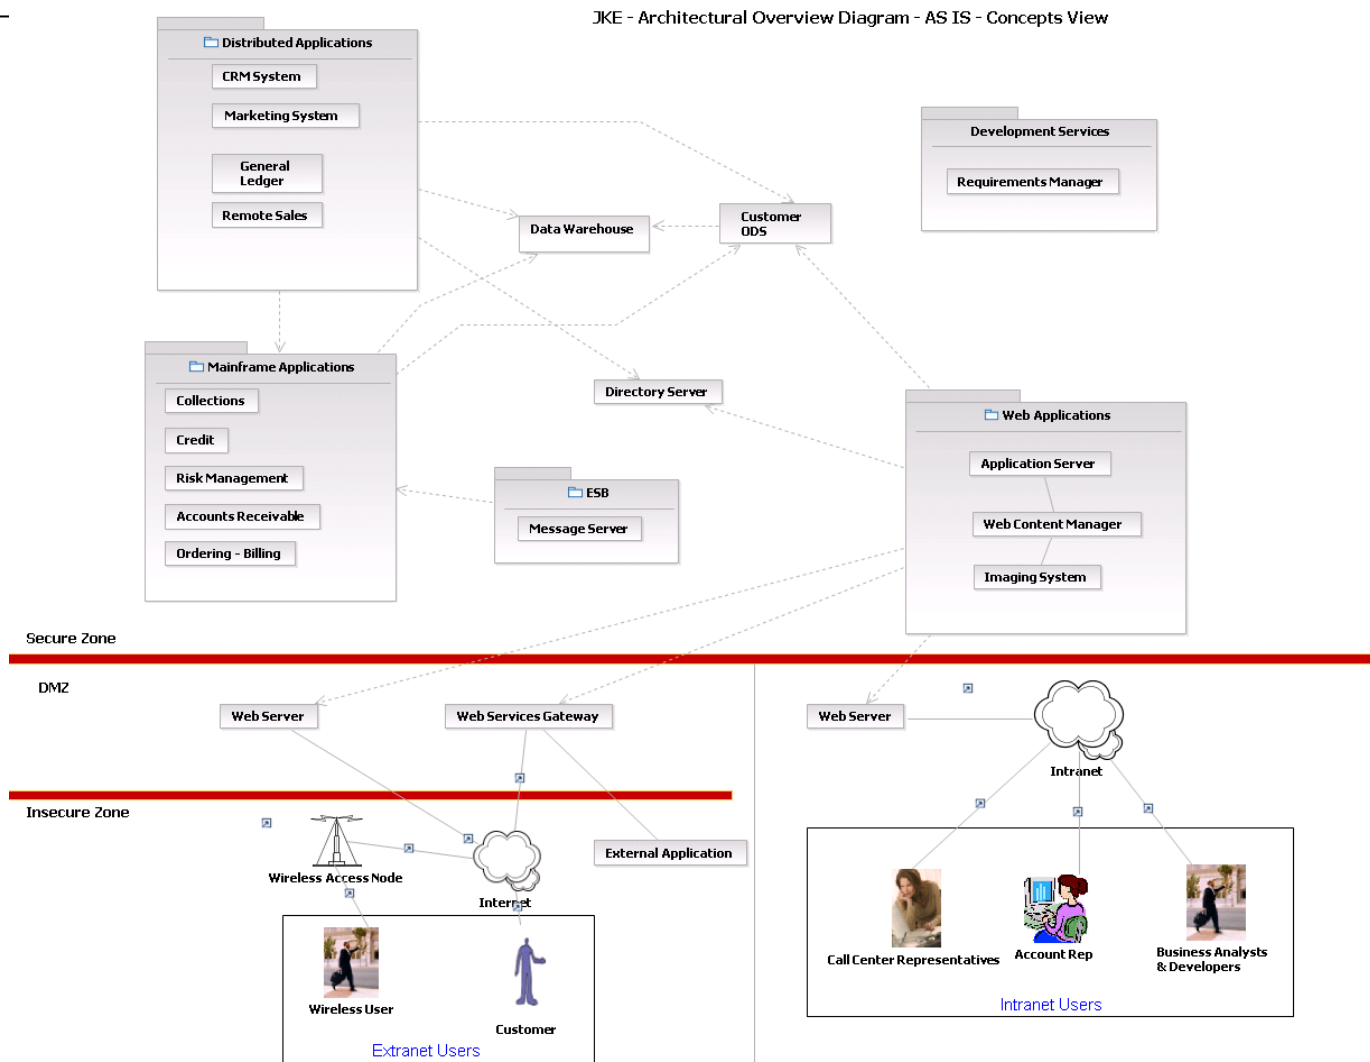 JKE - Architectural Overview Diagram - AS IS - Concepts View
Distributed Applications
CRM System
Marketing System
General
Ledger
Remote Sales
Development Services
Requirements Manager
Data Warehouse
Customer
ODS
Mainframe Applications
Collections
Credit
Risk Management
Accounts Receivable
Ordering - Billing
Directory Server
ESB
Message Server
Web Applications
Application Server
Web Content Manager
Imaging System
Secure Zone
DMZ
Web Server
Web Services Gateway
Web Server
Intranet
Insecure Zone
Wireless Access Node
Internet
External Application
Wireless User
Customer
Extranet Users
Call Center Representatives
Account Rep
Business Analysts
& Developers
Intranet Users